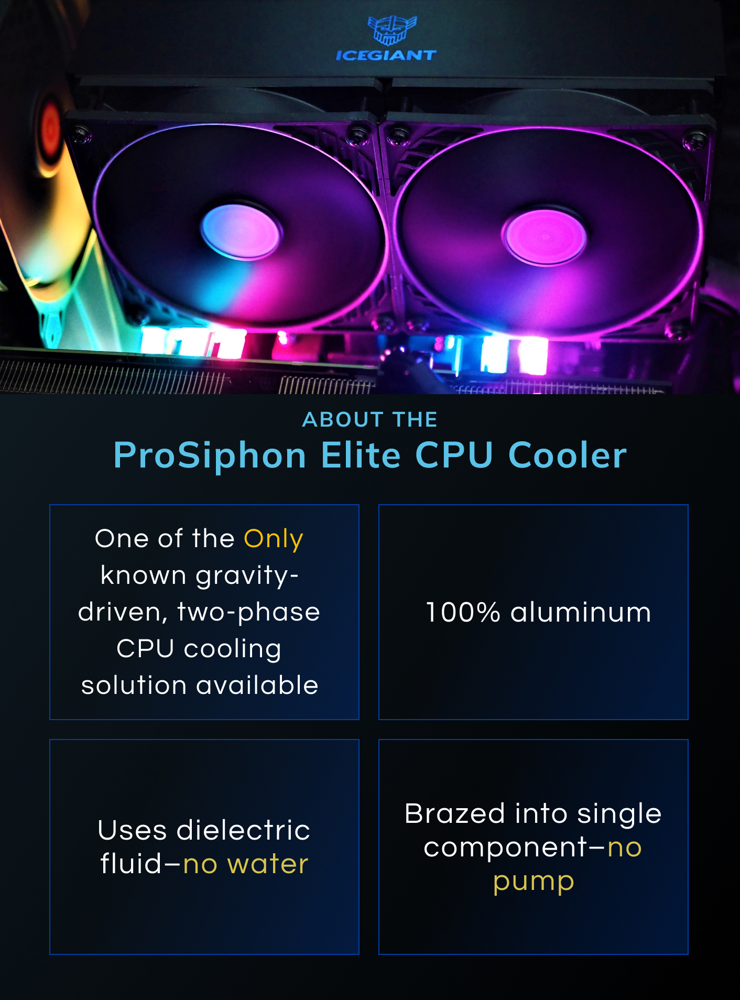 ICEGIANT
ABOUT THE
ProSiphon Elite CPU Cooler
One of the Only
known gravity-
driven, two-phase
CPU cooling
solution available
100% aluminum
Uses dielectric
fluid–no water
Brazed into single
component–no
pump